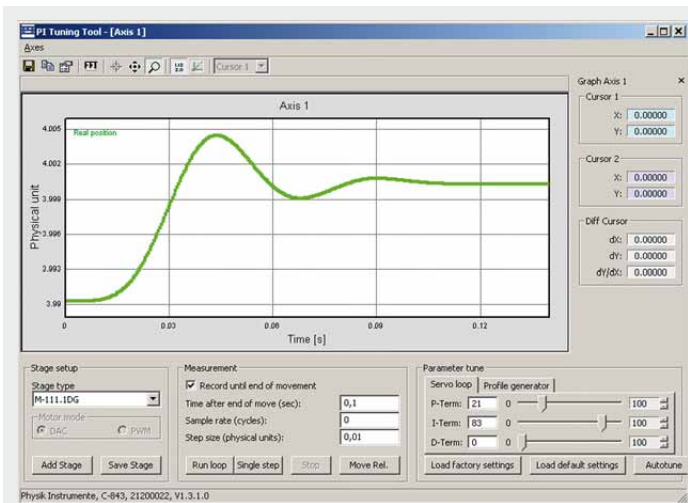 PI Tuning Tool - [Axis 1]
Axes
FFT
Cursor 1
Graph Axis 1
Axis 1
Real position
4.005
4.002
3.999
3.996
3.993
3.99
Physical unit
0
0.03
0.06
0.09
0.12
Time [s]
Cursor 1
X: 0.00000
Y: 0.00000
Cursor 2
X: 0.00000
Y: 0.00000
Diff Cursor
dX: 0.00000
dY: 0.00000
dY/dX: 0.00000
Stage setup
Stage type
M-111.1DG
Motor mode
DAC PWM
Add Stage Save Stage
Measurement
Record until end of movement
Time after end of move (sec): 0,1
Sample rate (cycles): 0
Step size (physical units): 0,01
Run loop Single step Stop Move Rel.
Parameter tune
Servo loop Profile generator
P-Term: 21 0 100
I-Term: 83 0 100
D-Term: 0 0 100
Load factory settings Load default settings Autotune
Physik Instrumente, C-843, 21200022, V1.3.1.0